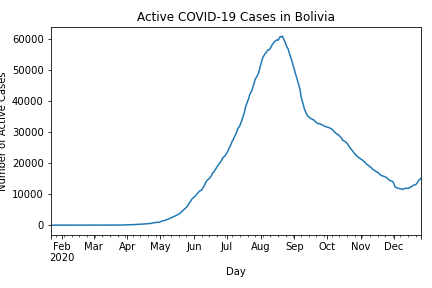 Active COVID-19 Cases in Bolivia
Number of Active Cases
60000
50000
40000
30000
20000
10000
0
Feb Mar Apr May Jun Jul Aug Sep Oct Nov Dec
2020
Day